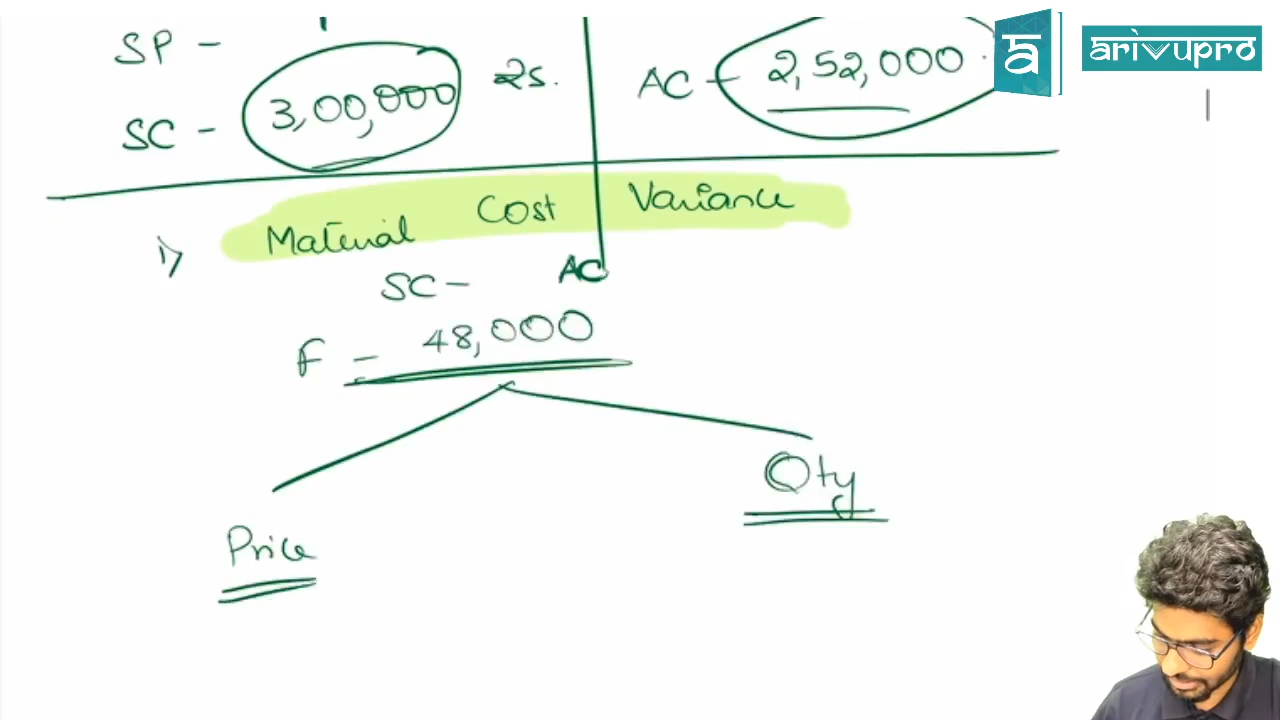 SP -
SC - 3,00,000 25.
AC - 2,52,000
a arivupro
1) Material Cost Variance
SC - AC
F - 48,000
Price
Qty